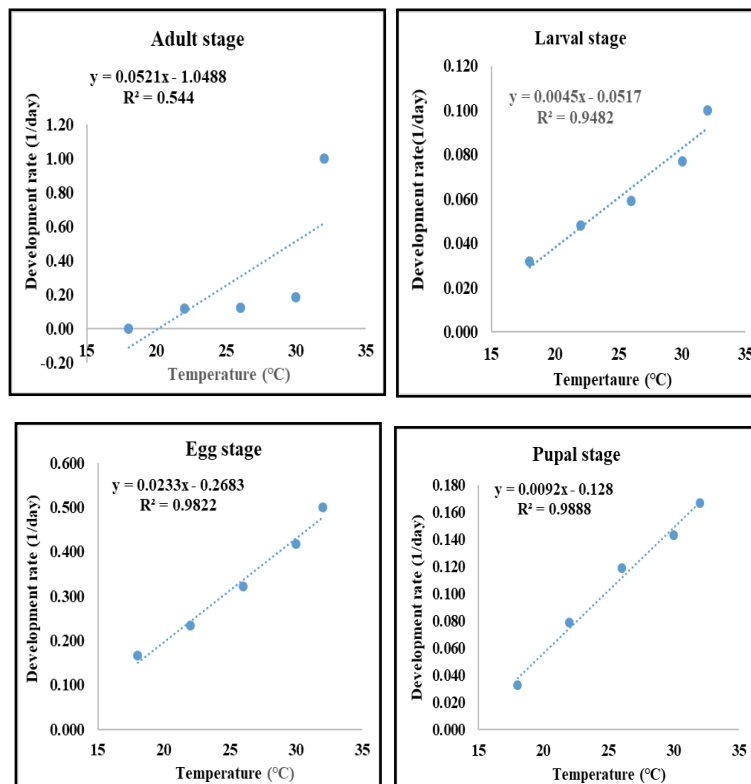 Adult stage
y = 0.0521x - 1.0488
R² = 0.544
Development rate (1/day)
1.20
1.00
0.80
0.60
0.40
0.20
0.00
-0.20
15 20 25 30 35
Temperature (°C)
Larval stage
y = 0.0045x - 0.0517
R² = 0.9482
Development rate(1/day)
0.120
0.100
0.080
0.060
0.040
0.020
0.000
15 20 25 30 35
Tempertaure (°C)
Egg stage
y = 0.0233x - 0.2683
R² = 0.9822
Development rate (1/day)
0.600
0.500
0.400
0.300
0.200
0.100
0.000
15 20 25 30 35
Temperature (°C)
Pupal stage
y = 0.0092x - 0.128
R² = 0.9888
Development rate (1/day)
0.180
0.160
0.140
0.120
0.100
0.080
0.060
0.040
0.020
0.000
15 20 25 30 35
Temperature (°C)